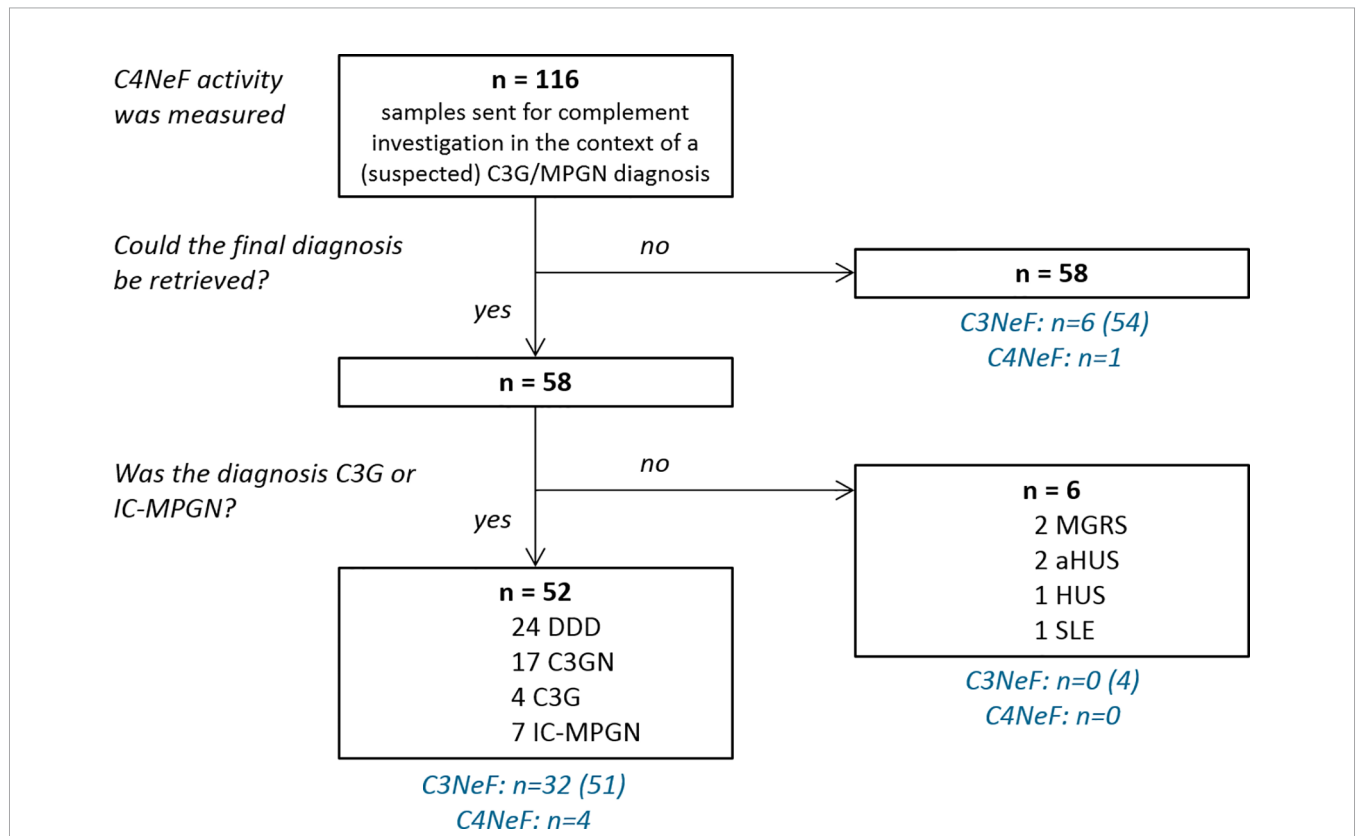 C4NeF activity
was measured
n = 116
samples sent for complement
investigation in the context of a
(suspected) C3G/MPGN diagnosis
Could the final diagnosis
be retrieved?
no
n = 58
C3NeF: n=6 (54)
C4NeF: n=1
yes
n = 58
Was the diagnosis C3G or
IC-MPGN?
no
n = 6
2 MGRS
2 aHUS
1 HUS
1 SLE
C3NeF: n=0 (4)
C4NeF: n=0
yes
n = 52
24 DDD
17 C3GN
4 C3G
7 IC-MPGN
C3NeF: n=32 (51)
C4NeF: n=4